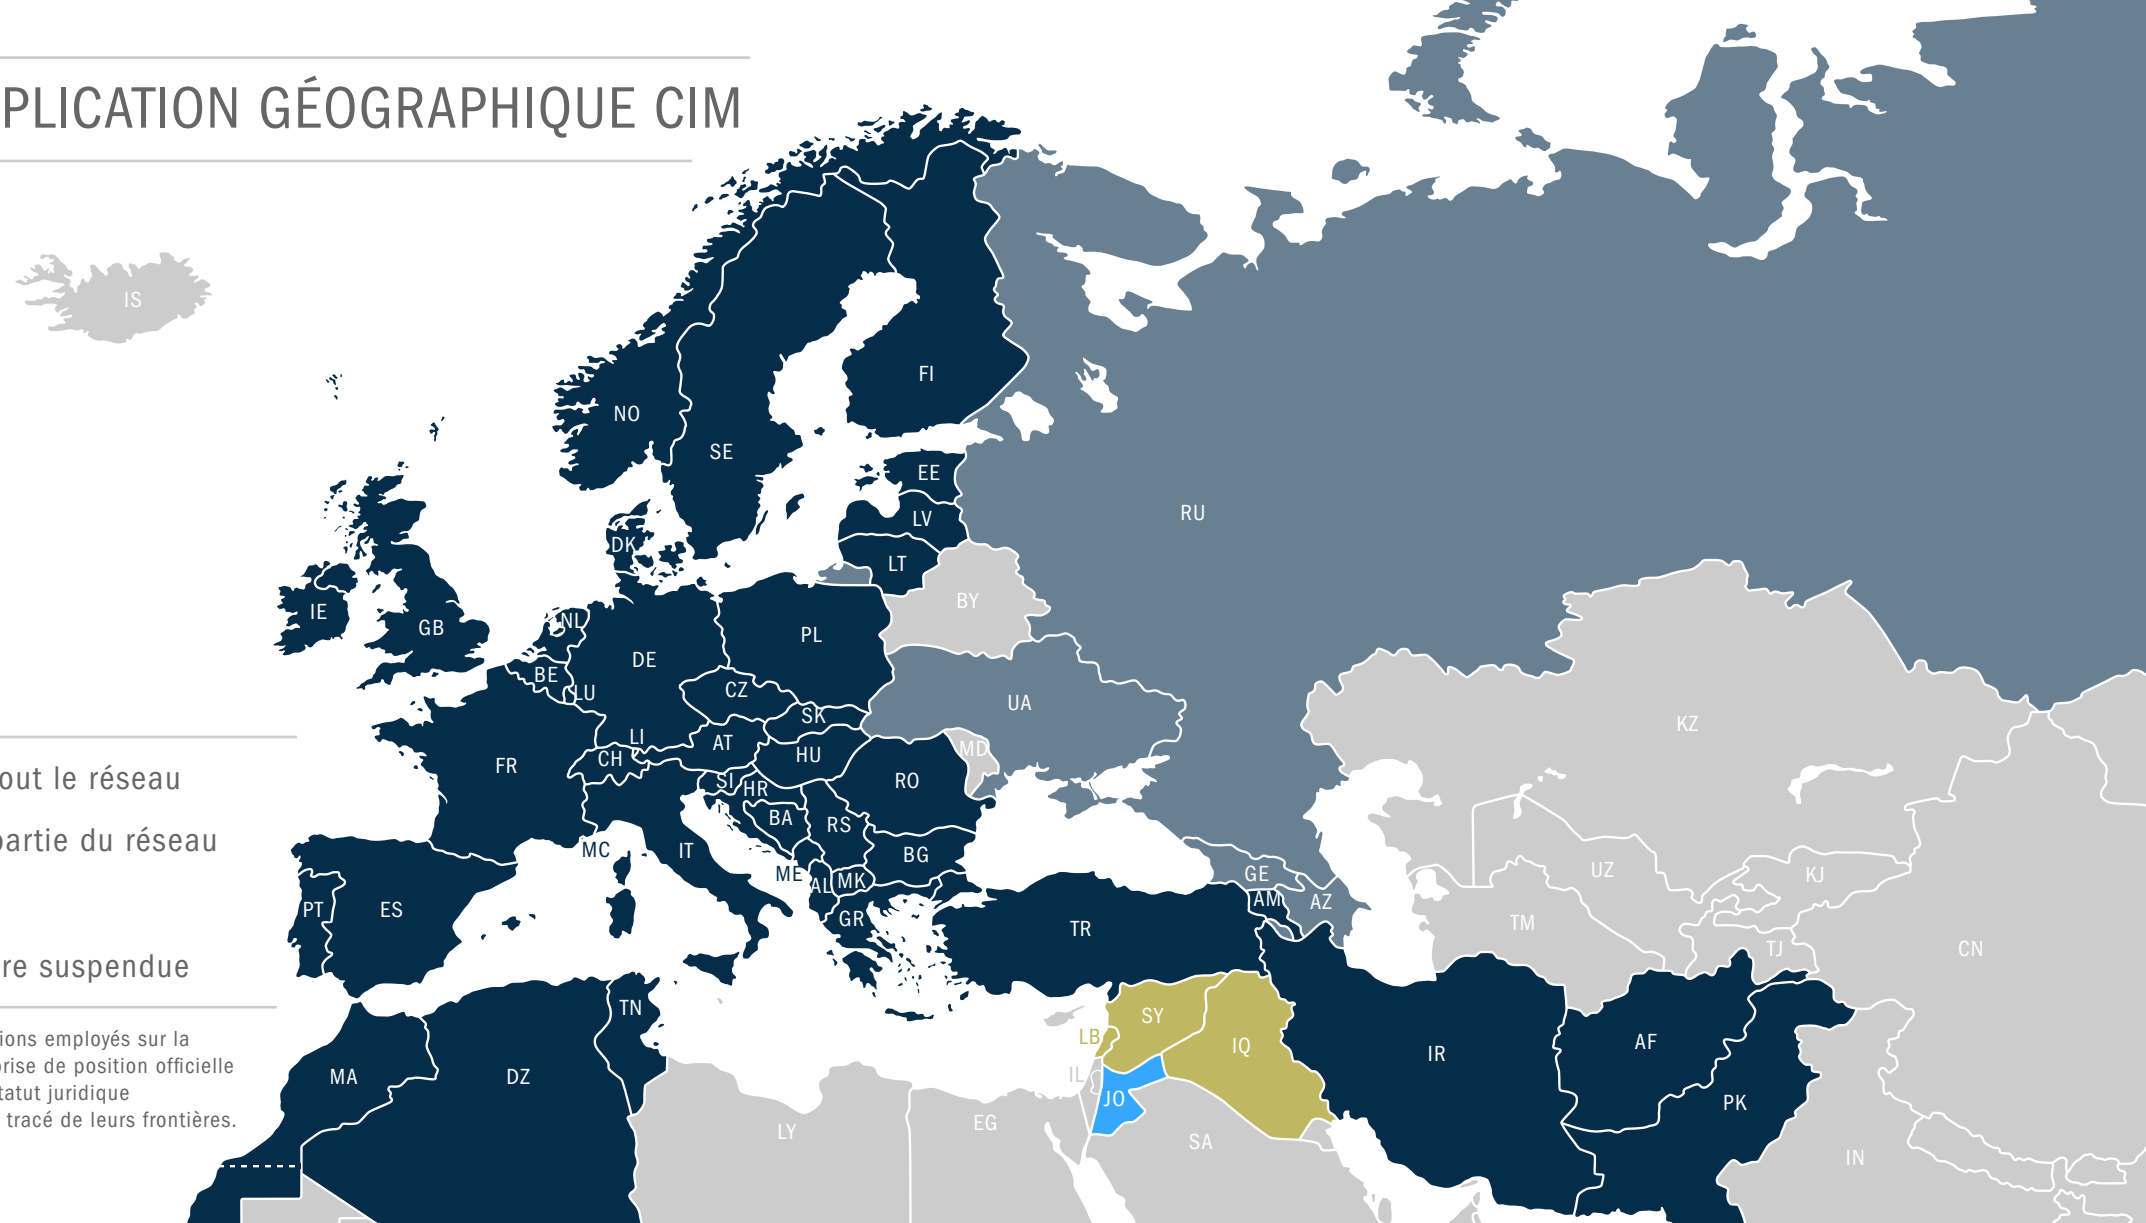 PLICATION GÉOGRAPHIQUE CIM
IS
FI
NO
SE
EE
RU
LV
DK
LT
BY
IE
NL
GB
PL
DE
BE
CZ
LU
UA
SK
KZ
LI
AT
MD
CH
HU
FR
out le réseau
SI
RO
HR
BA
RS
partie du réseau
MC
IT
BG
UZ
GE
KJ
ME
AL
MK
AM
AZ
PT
ES
GR
TM
TR
TJ
CN
re suspendue
TN
SY
tions employés sur la
LB
IQ
AF
IR
prise de position officielle
MA
DZ
IL
tatut juridique
JO
PK
tracé de leurs frontières.
EG
LY
SA
IN